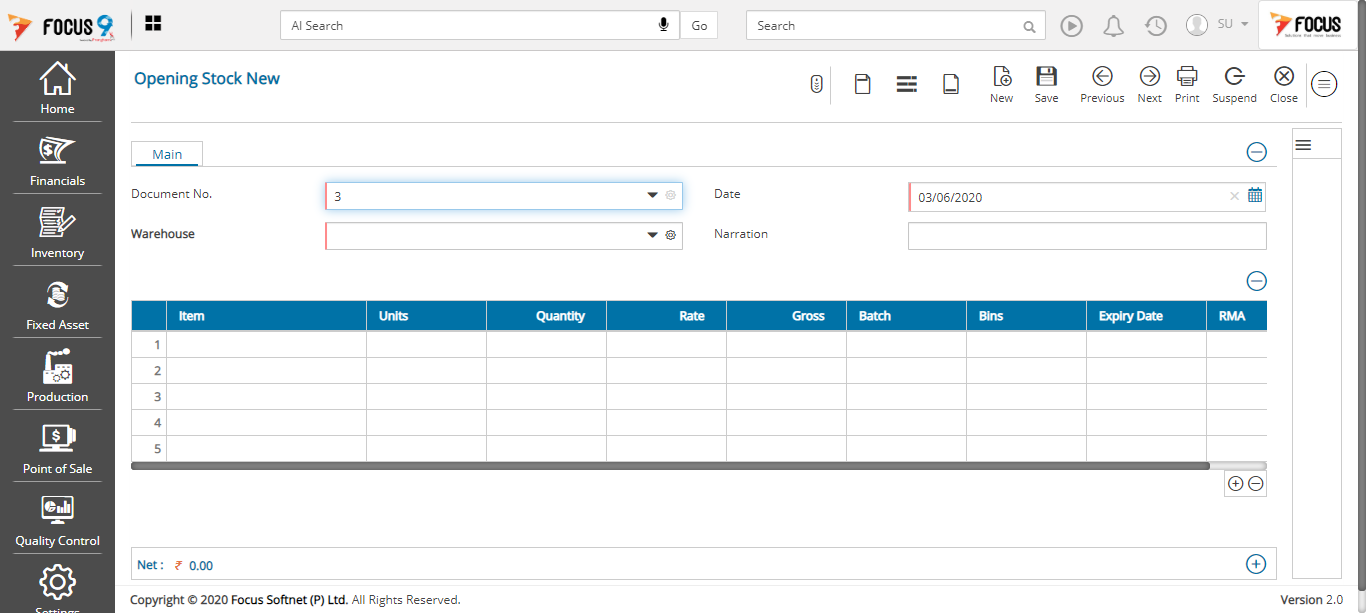 FOCUS 9
AI Search
Go
Search
SU
FOCUS
Home
Financials
Inventory
Fixed Asset
Production
Point of Sale
Quality Control
Settings
Opening Stock New
New Save Previous Next Print Suspend Close
Main
Document No. 3 Date 03/06/2020
Warehouse Narration
Item Units Quantity Rate Gross Batch Bins Expiry Date RMA
1
2
3
4
5
Net : ₹ 0.00
Copyright © 2020 Focus Softnet (P) Ltd. All Rights Reserved. Version 2.0